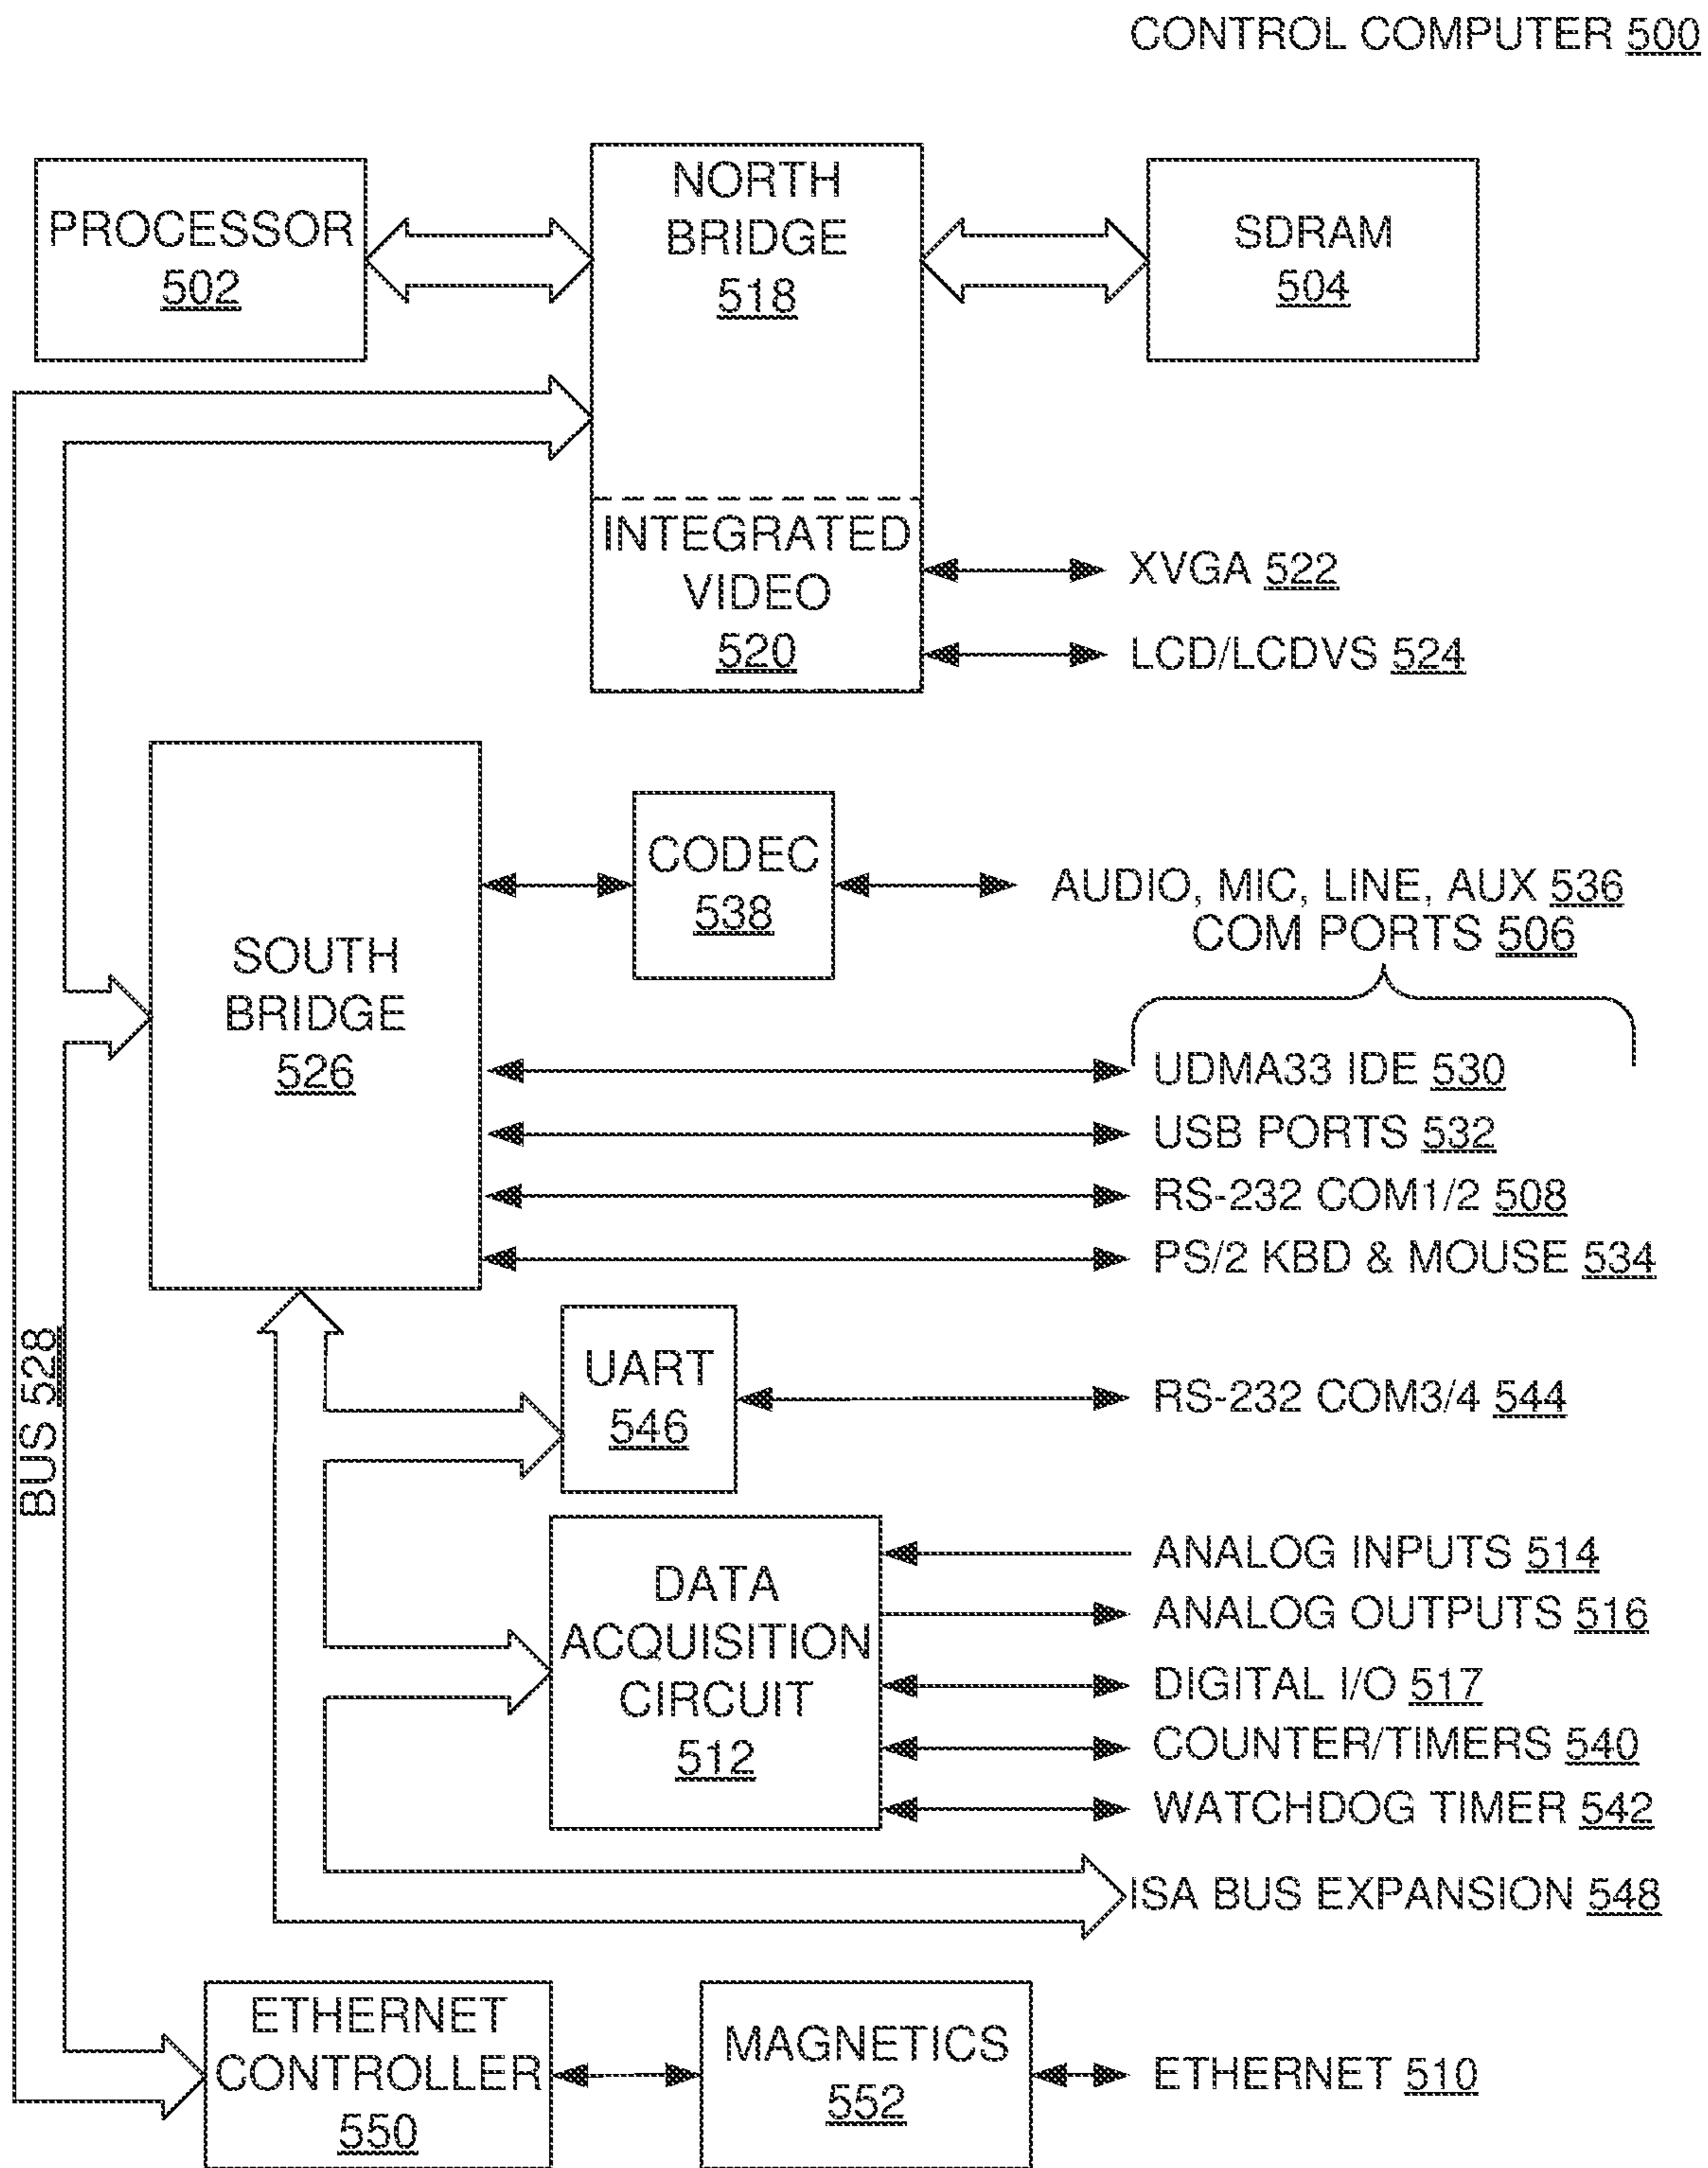 CONTROL COMPUTER 500
PROCESSOR
502
NORTH
BRIDGE
518
SDRAM
504
INTEGRATED
VIDEO
520
XVGA 522
LCD/LCDVS 524
SOUTH
BRIDGE
526
CODEC
538
AUDIO, MIC, LINE, AUX 536
COM PORTS 506
UDMA33 IDE 530
USB PORTS 532
RS-232 COM1/2 508
PS/2 KBD & MOUSE 534
BUS 528
UART
546
RS-232 COM3/4 544
DATA
ACQUISITION
CIRCUIT
512
ANALOG INPUTS 514
ANALOG OUTPUTS 516
DIGITAL I/O 517
COUNTER/TIMERS 540
WATCHDOG TIMER 542
ISA BUS EXPANSION 548
ETHERNET
CONTROLLER
550
MAGNETICS
552
ETHERNET 510